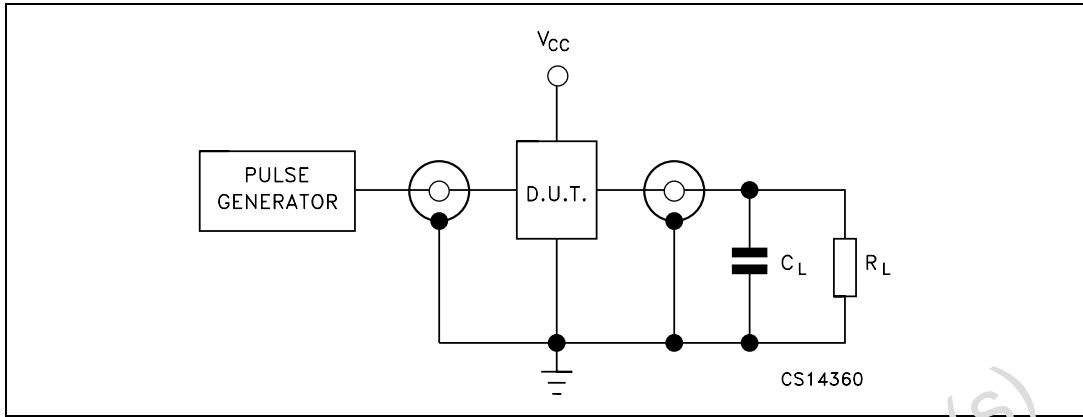 VCC
PULSE
GENERATOR
D.U.T.
CL
RL
CS14360
(s)